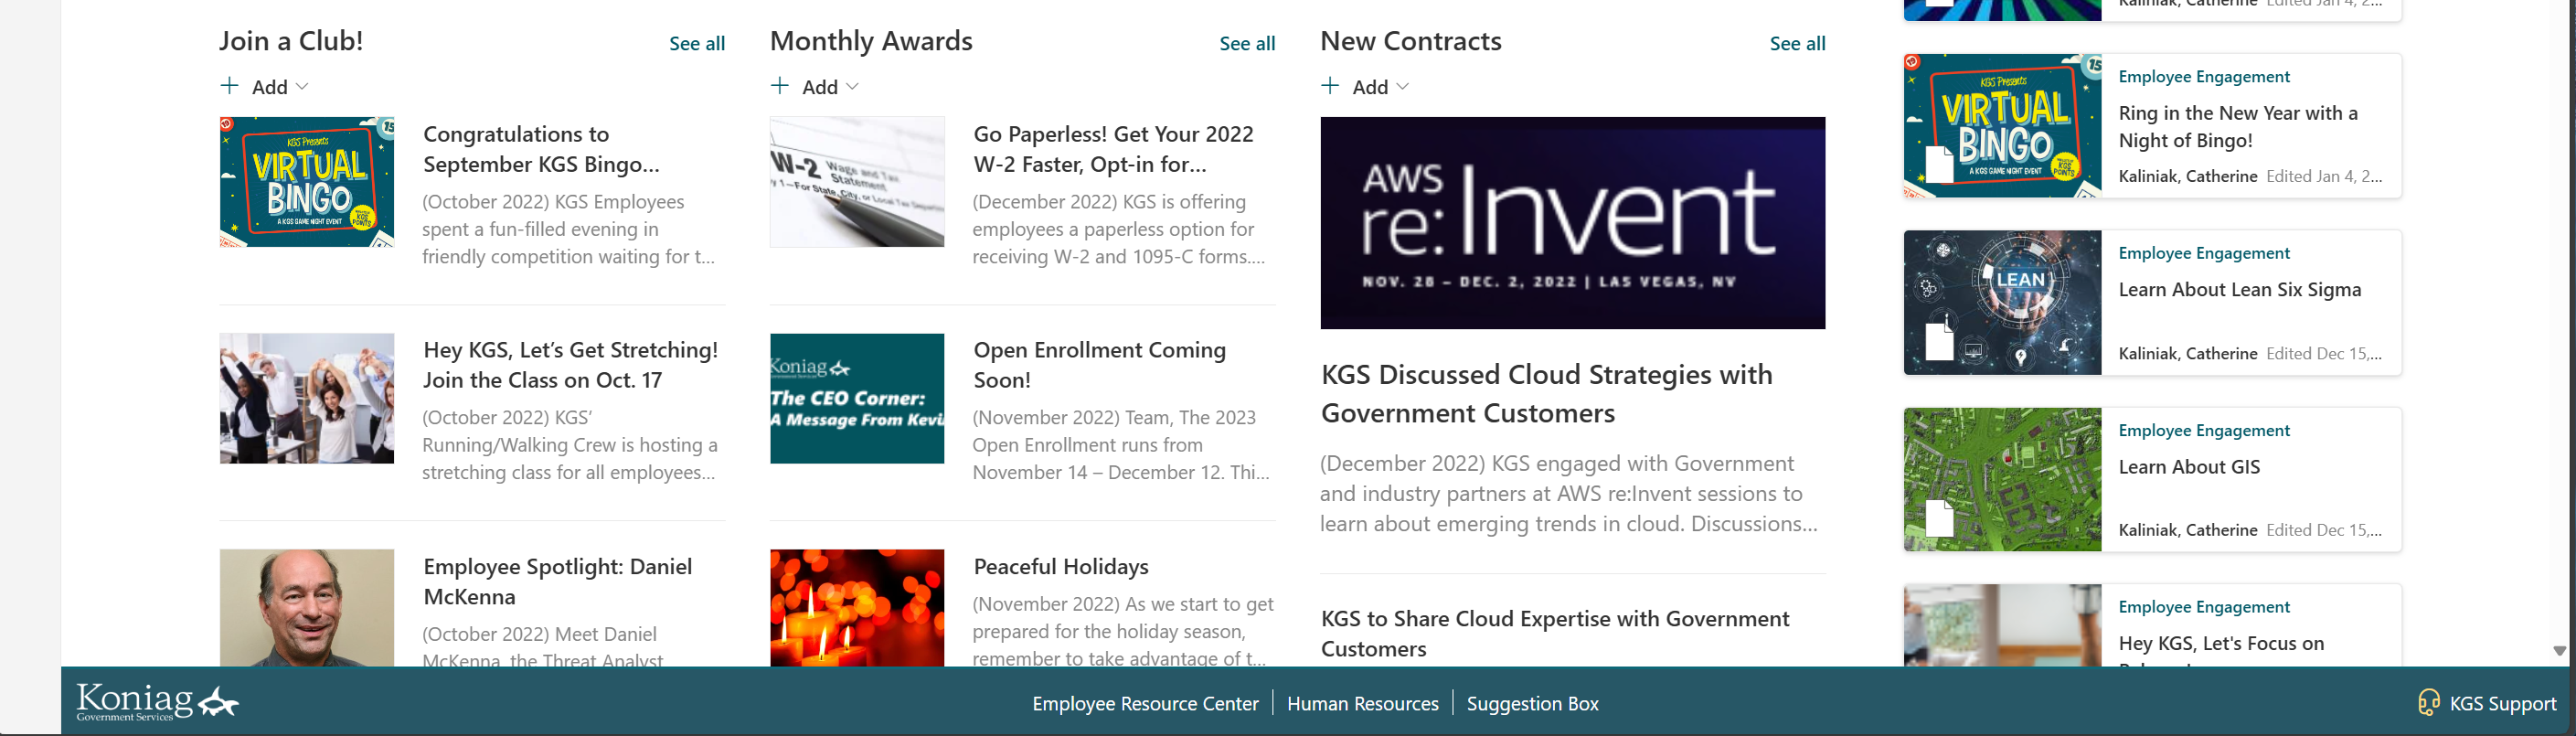 Join a Club!
See all
Add
KGS Presents
VIRTUAL
BINGO
A KGS GAME NIGHT EVENT
15
Congratulations to
September KGS Bingo...
(October 2022) KGS Employees
spent a fun-filled evening in
friendly competition waiting for t...
Hey KGS, Let’s Get Stretching!
Join the Class on Oct. 17
(October 2022) KGS’
Running/Walking Crew is hosting a
stretching class for all employees...
Employee Spotlight: Daniel
McKenna
(October 2022) Meet Daniel
McKenna, the Threat Analyst
Monthly Awards
See all
Add
W-2
Wage and Tax
Statement
y 1—For State, City, or Local Tax
Go Paperless! Get Your 2022
W-2 Faster, Opt-in for...
(December 2022) KGS is offering
employees a paperless option for
receiving W-2 and 1095-C forms....
Koniag
The CEO Corner:
A Message From Kevi
Open Enrollment Coming
Soon!
(November 2022) Team, The 2023
Open Enrollment runs from
November 14 – December 12. Thi...
Peaceful Holidays
(November 2022) As we start to get
prepared for the holiday season,
remember to take advantage of t...
New Contracts
See all
Add
AWS
re:Invent
NOV. 28 – DEC. 2, 2022 | LAS VEGAS, NV
KGS Discussed Cloud Strategies with
Government Customers
(December 2022) KGS engaged with Government
and industry partners at AWS re:Invent sessions to
learn about emerging trends in cloud. Discussions...
KGS to Share Cloud Expertise with Government
Customers
Kaliniak, Catherine Edited Jan 4, 2...
KGS Presents
VIRTUAL
BINGO
A KGS GAME NIGHT EVENT
15
Employee Engagement
Ring in the New Year with a
Night of Bingo!
Kaliniak, Catherine Edited Jan 4, 2...
LEAN
Employee Engagement
Learn About Lean Six Sigma
Kaliniak, Catherine Edited Dec 15,...
Employee Engagement
Learn About GIS
Kaliniak, Catherine Edited Dec 15,...
Employee Engagement
Hey KGS, Let's Focus on
Koniag
Government Services
Employee Resource Center | Human Resources | Suggestion Box
KGS Support